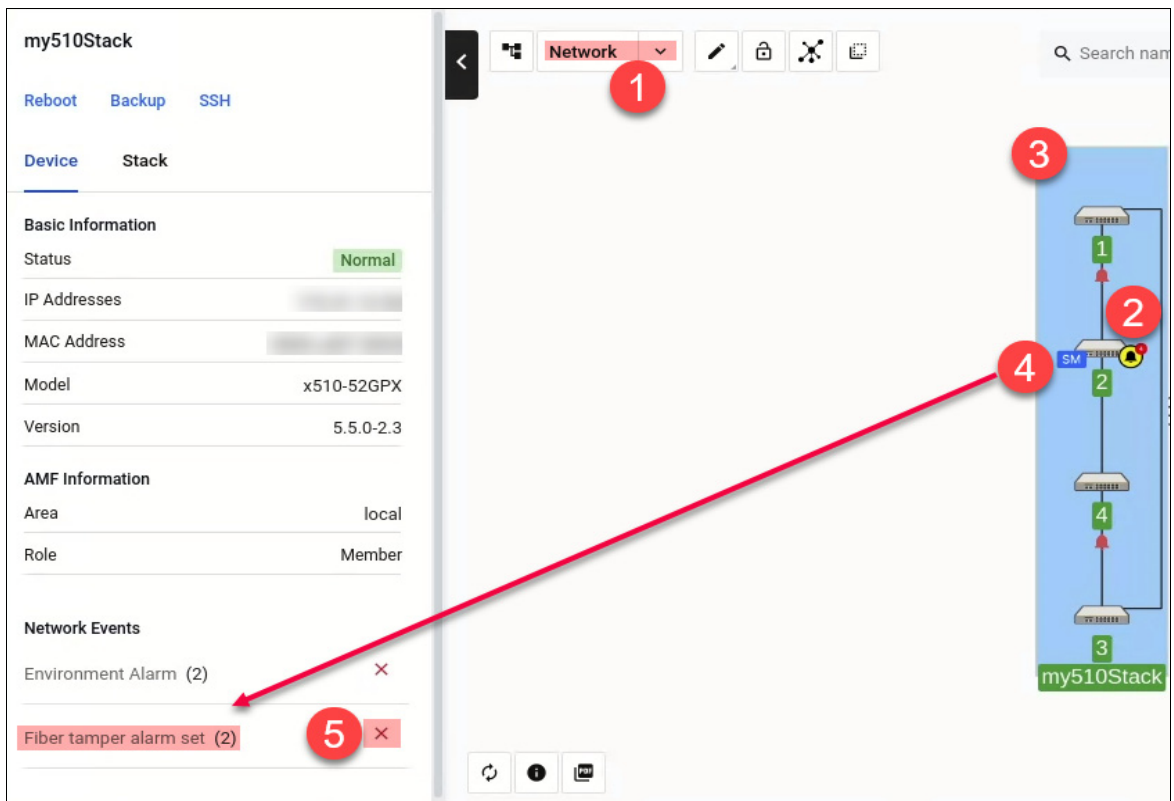 my510Stack
Reboot Backup SSH
Device Stack
Basic Information
Status Normal
IP Addresses
MAC Address
Model x510-52GPX
Version 5.5.0-2.3
AMF Information
Area local
Role Member
Network Events
Environment Alarm (2)
Fiber tamper alarm set (2)
5
Network
1
Search nam
3
1
2
4
SM
2
4
3
my510Stack
PDF